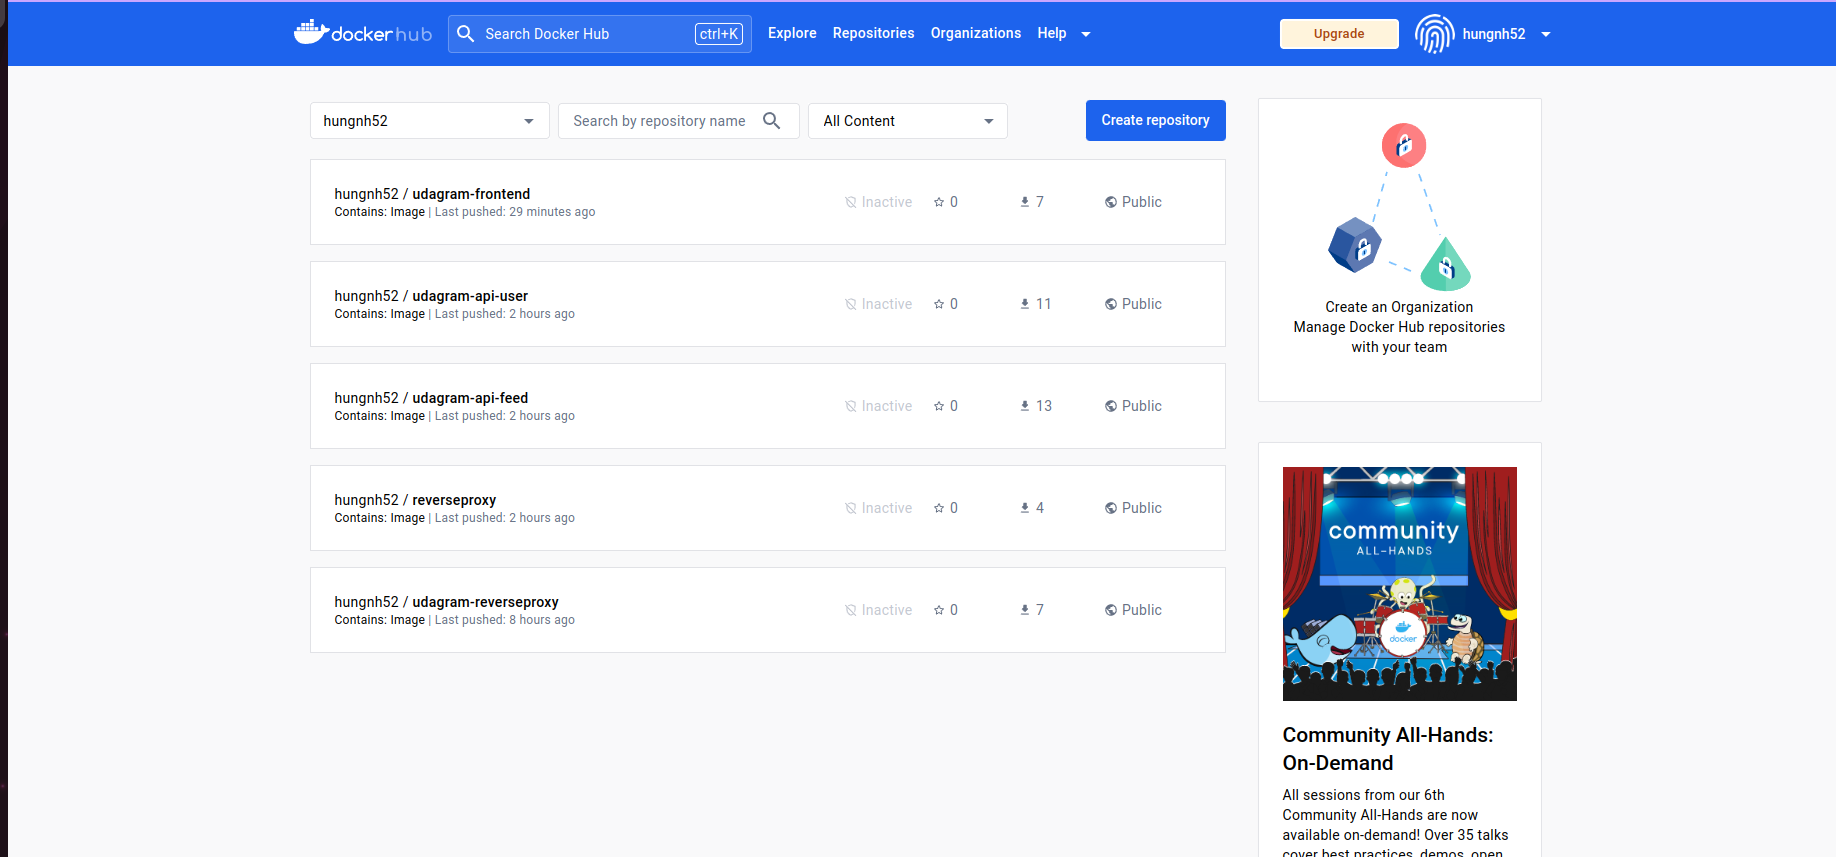 docker hub
Search Docker Hub ctrl+K
Explore Repositories Organizations Help
Upgrade
hungnh52
hungnh52
Search by repository name
All Content
Create repository
hungnh52 / udagram-frontend
Contains: Image | Last pushed: 29 minutes ago
Inactive 0 7 Public
hungnh52 / udagram-api-user
Contains: Image | Last pushed: 2 hours ago
Inactive 0 11 Public
hungnh52 / udagram-api-feed
Contains: Image | Last pushed: 2 hours ago
Inactive 0 13 Public
hungnh52 / reverseproxy
Contains: Image | Last pushed: 2 hours ago
Inactive 0 4 Public
hungnh52 / udagram-reverseproxy
Contains: Image | Last pushed: 8 hours ago
Inactive 0 7 Public
Create an Organization
Manage Docker Hub repositories
with your team
community
ALL-HANDS
docker
Community All-Hands:
On-Demand
All sessions from our 6th
Community All-Hands are now
available on-demand! Over 35 talks
cover best practices, demos, open